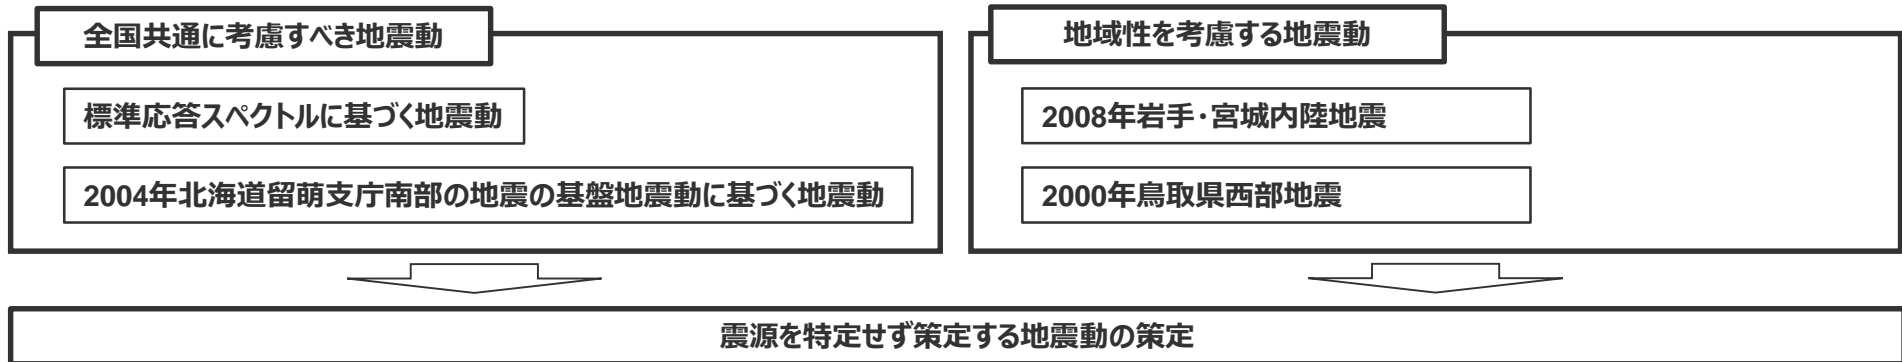 全国共通に考慮すべき地震動
標準応答スペクトルに基づく地震動
2004年北海道留萌支庁南部の地震の基盤地震動に基づく地震動
地域性を考慮する地震動
2008年岩手・宮城内陸地震
2000年鳥取県西部地震
震源を特定せず策定する地震動の策定